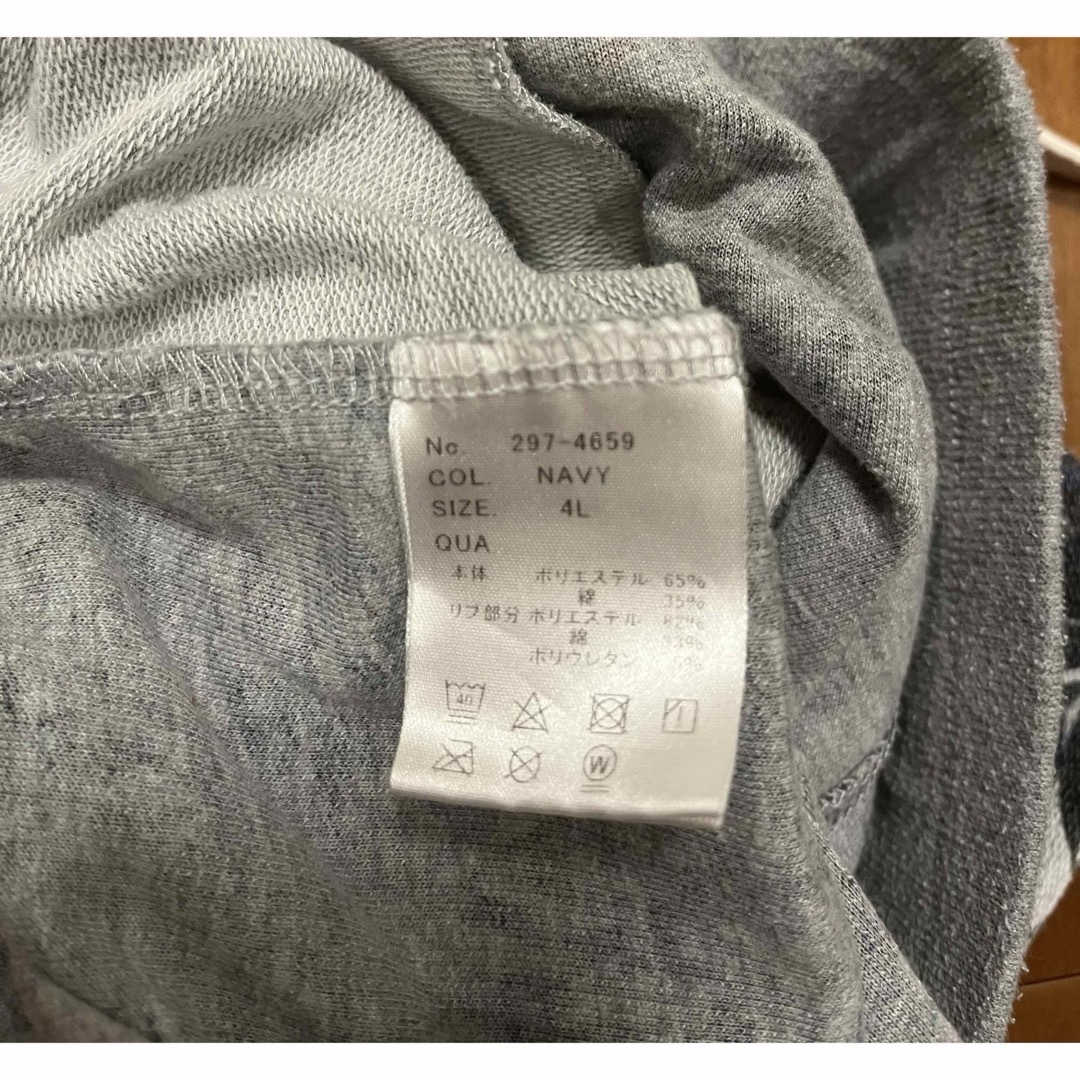 No. 297-4659
COL. NAVY
SIZE. 4L
QUA
本体 ポリエステル 65%
綿 35%
リブ部分 ポリエステル
綿
ポリウレタン 5%
40
W